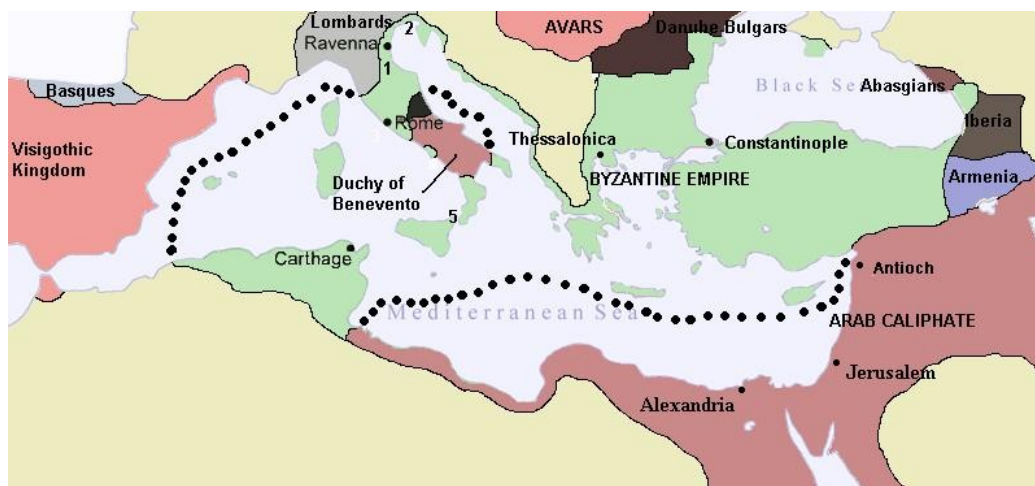 Lombards
2
AVARS
Danube Bulgars
Ravenna
1
Basques
Black Sea
Abasgians
Iberia
3
Rome
Visigothic
Kingdom
Thessalonica
Constantinople
Armenia
BYZANTINE EMPIRE
Duchy of
Benevento
5
Carthage
Antioch
Mediterranean Sea
ARAB CALIPHATE
Jerusalem
Alexandria